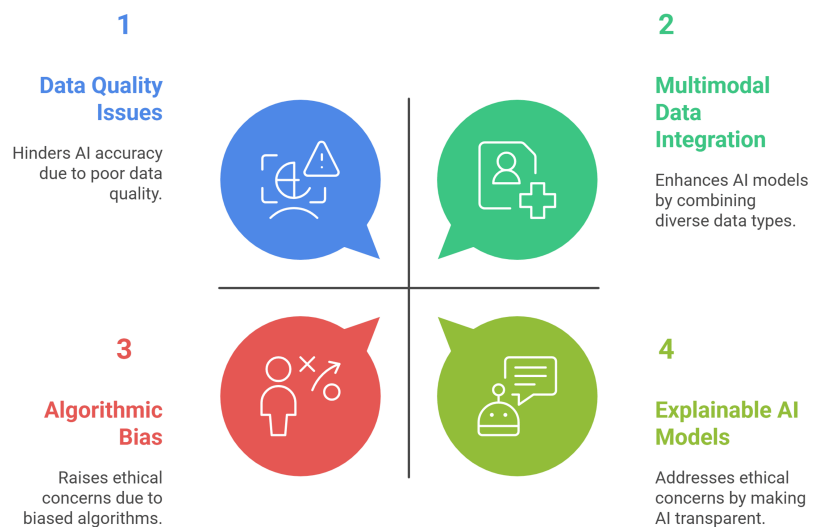 1
Data Quality
Issues
Hinders AI accuracy
due to poor data
quality.
2
Multimodal
Data
Integration
Enhances AI models
by combining
diverse data types.
3
Algorithmic
Bias
Raises ethical
concerns due to
biased algorithms.
4
Explainable AI
Models
Addresses ethical
concerns by making
AI transparent.